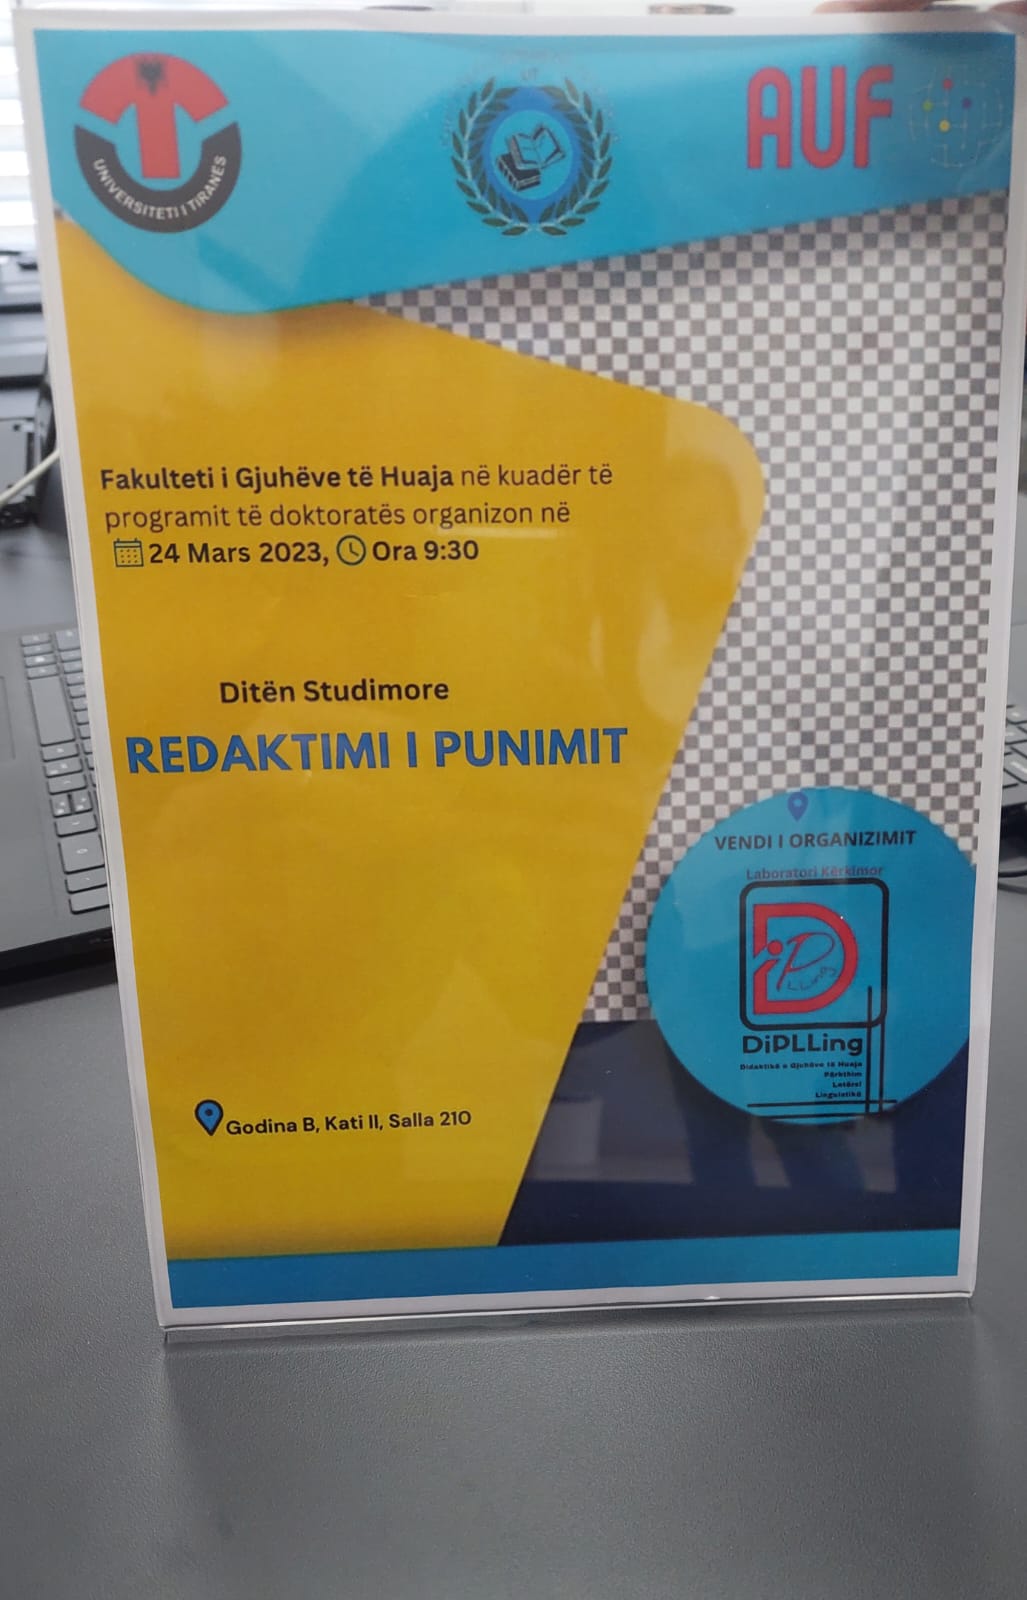 UNIVERSITETI I TIRANËS
AUF
Fakulteti i Gjuhëve të Huaja në kuadër të
programit të doktoratës organizon në
24 Mars 2023, Ora 9:30
Ditën Studimore
REDAKTIMI I PUNIMIT
VENDI I ORGANIZIMIT
Laboratori Kërkimor
DiPLLing
Didaktikë e Gjuhëve të Huaja
Përkthim
Letërsi
Linguistikë
Godina B, Kati II, Salla 210